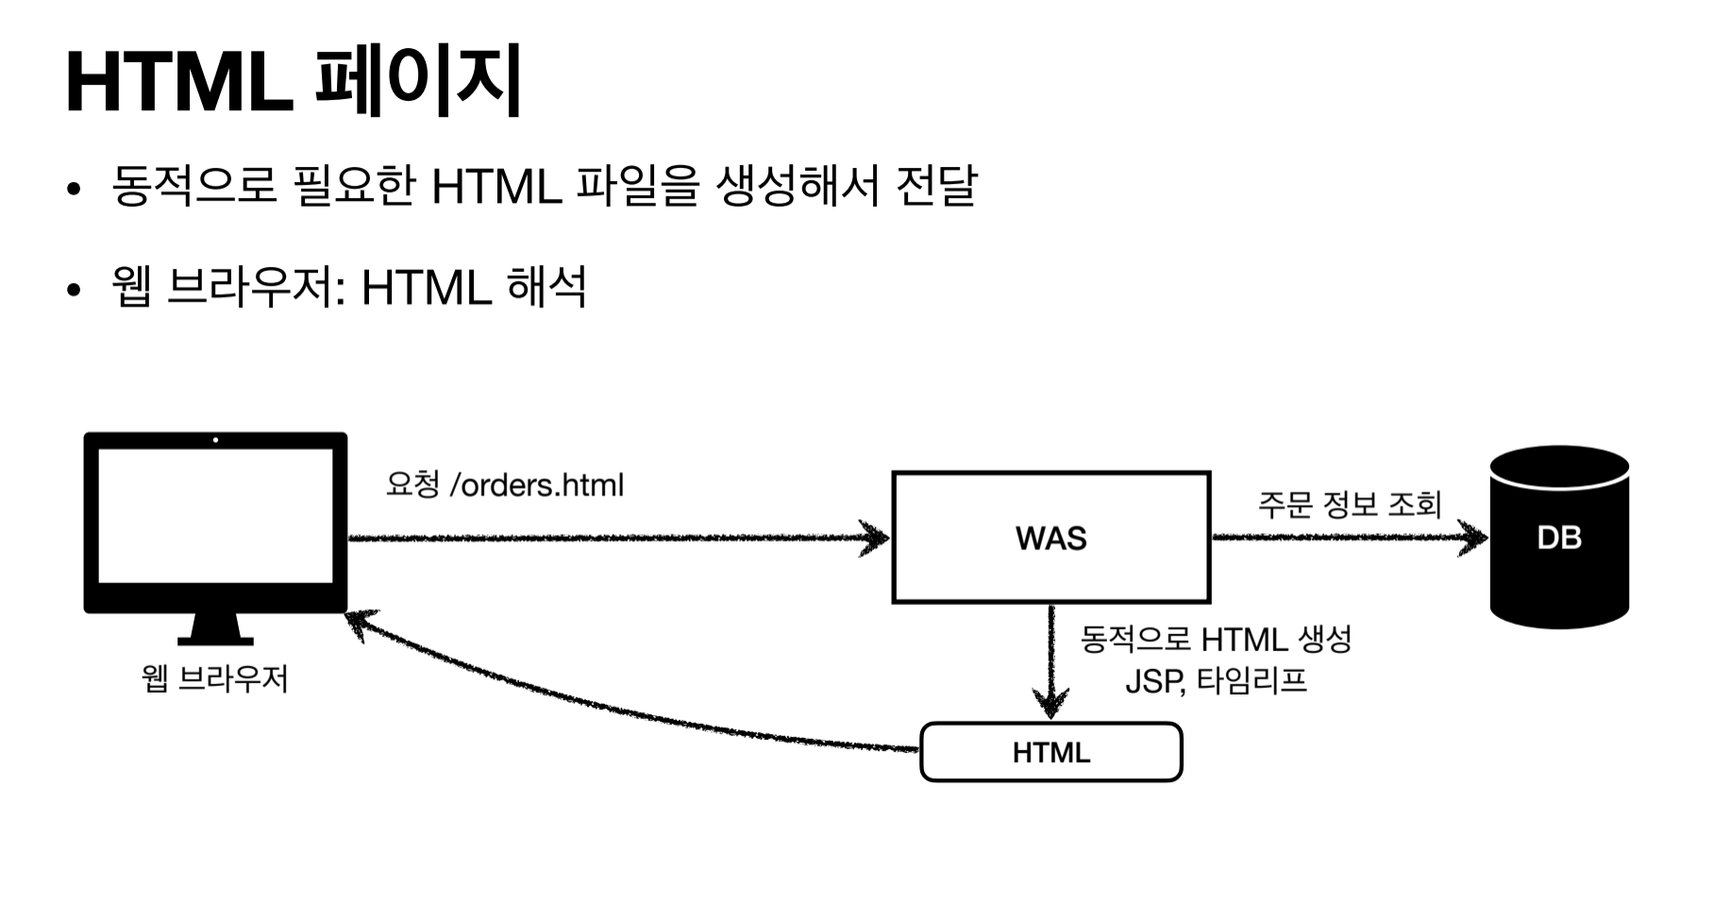 HTML 페이지
• 동적으로 필요한 HTML 파일을 생성해서 전달
• 웹 브라우저: HTML 해석
요청 /orders.html
WAS
주문 정보 조회
DB
웹 브라우저
동적으로 HTML 생성
JSP, 타임리프
HTML